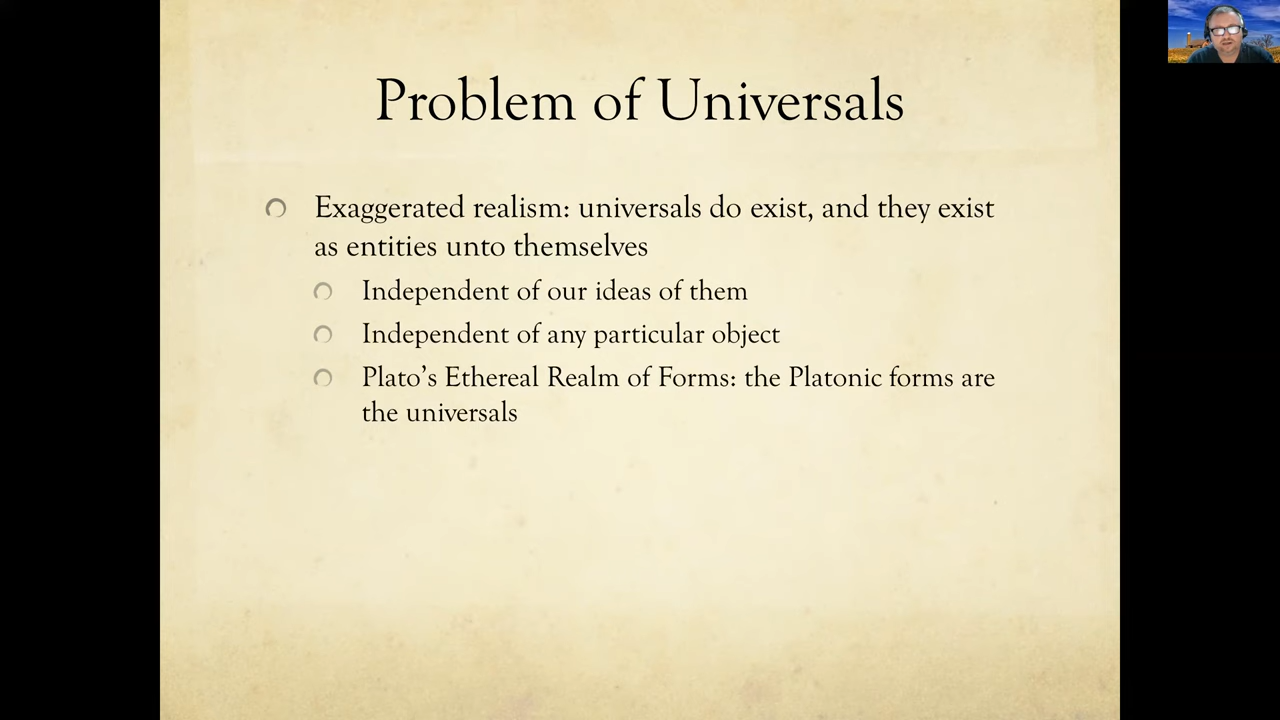 Problem of Universals
Exaggerated realism: universals do exist, and they exist
as entities unto themselves
Independent of our ideas of them
Independent of any particular object
Plato’s Ethereal Realm of Forms: the Platonic forms are
the universals